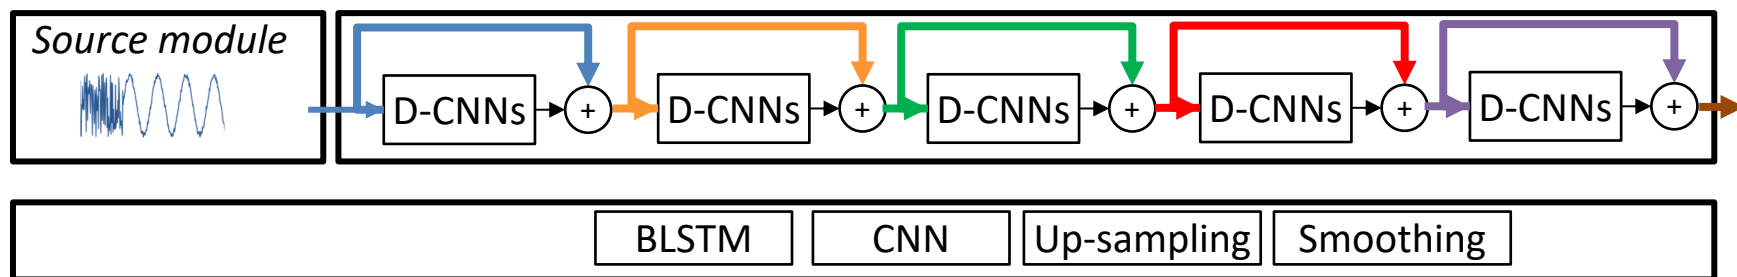 Source module
D-CNNs + D-CNNs + D-CNNs + D-CNNs + D-CNNs +
BLSTM CNN Up-sampling Smoothing